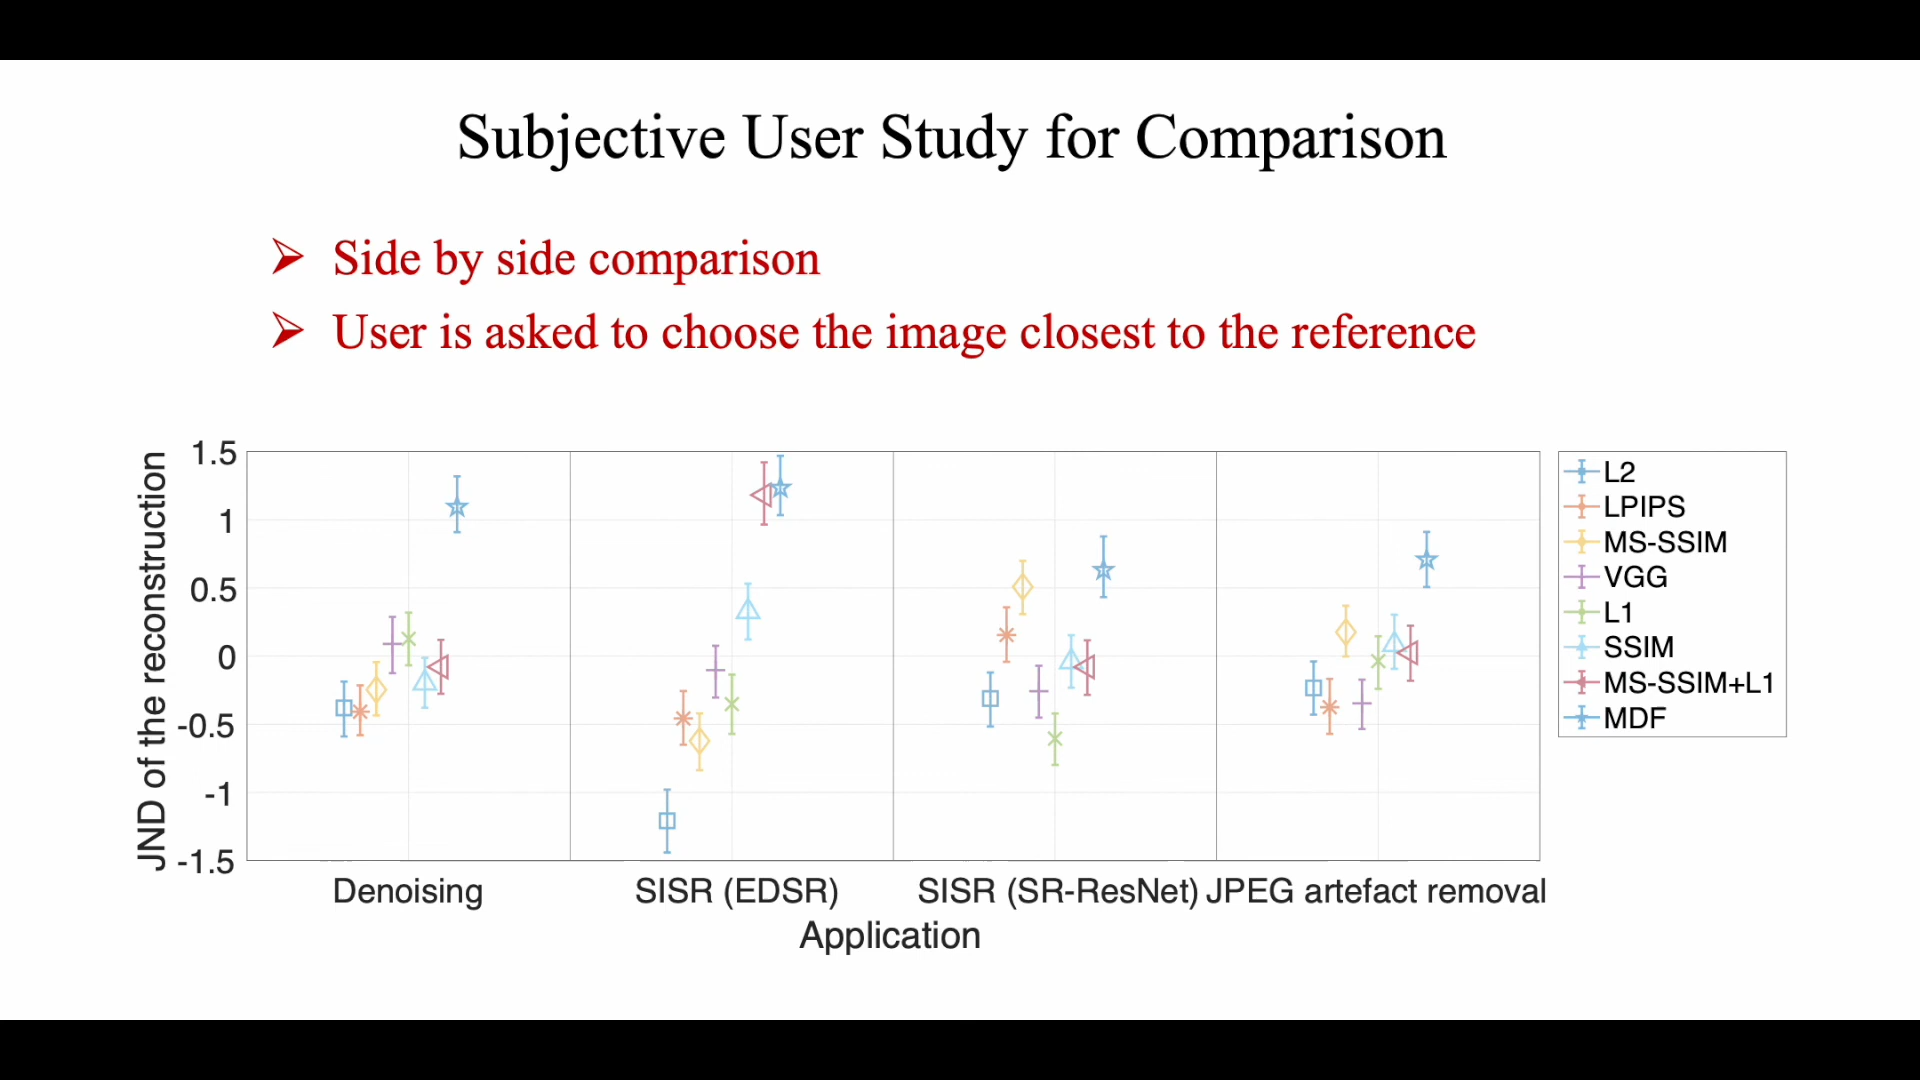 Subjective User Study for Comparison
Side by side comparison
User is asked to choose the image closest to the reference
JND of the reconstruction
1.5
1
0.5
0
-0.5
-1
-1.5
Denoising
SISR (EDSR)
SISR (SR-ResNet)
JPEG artefact removal
Application
L2
LPIPS
MS-SSIM
VGG
L1
SSIM
MS-SSIM+L1
MDF